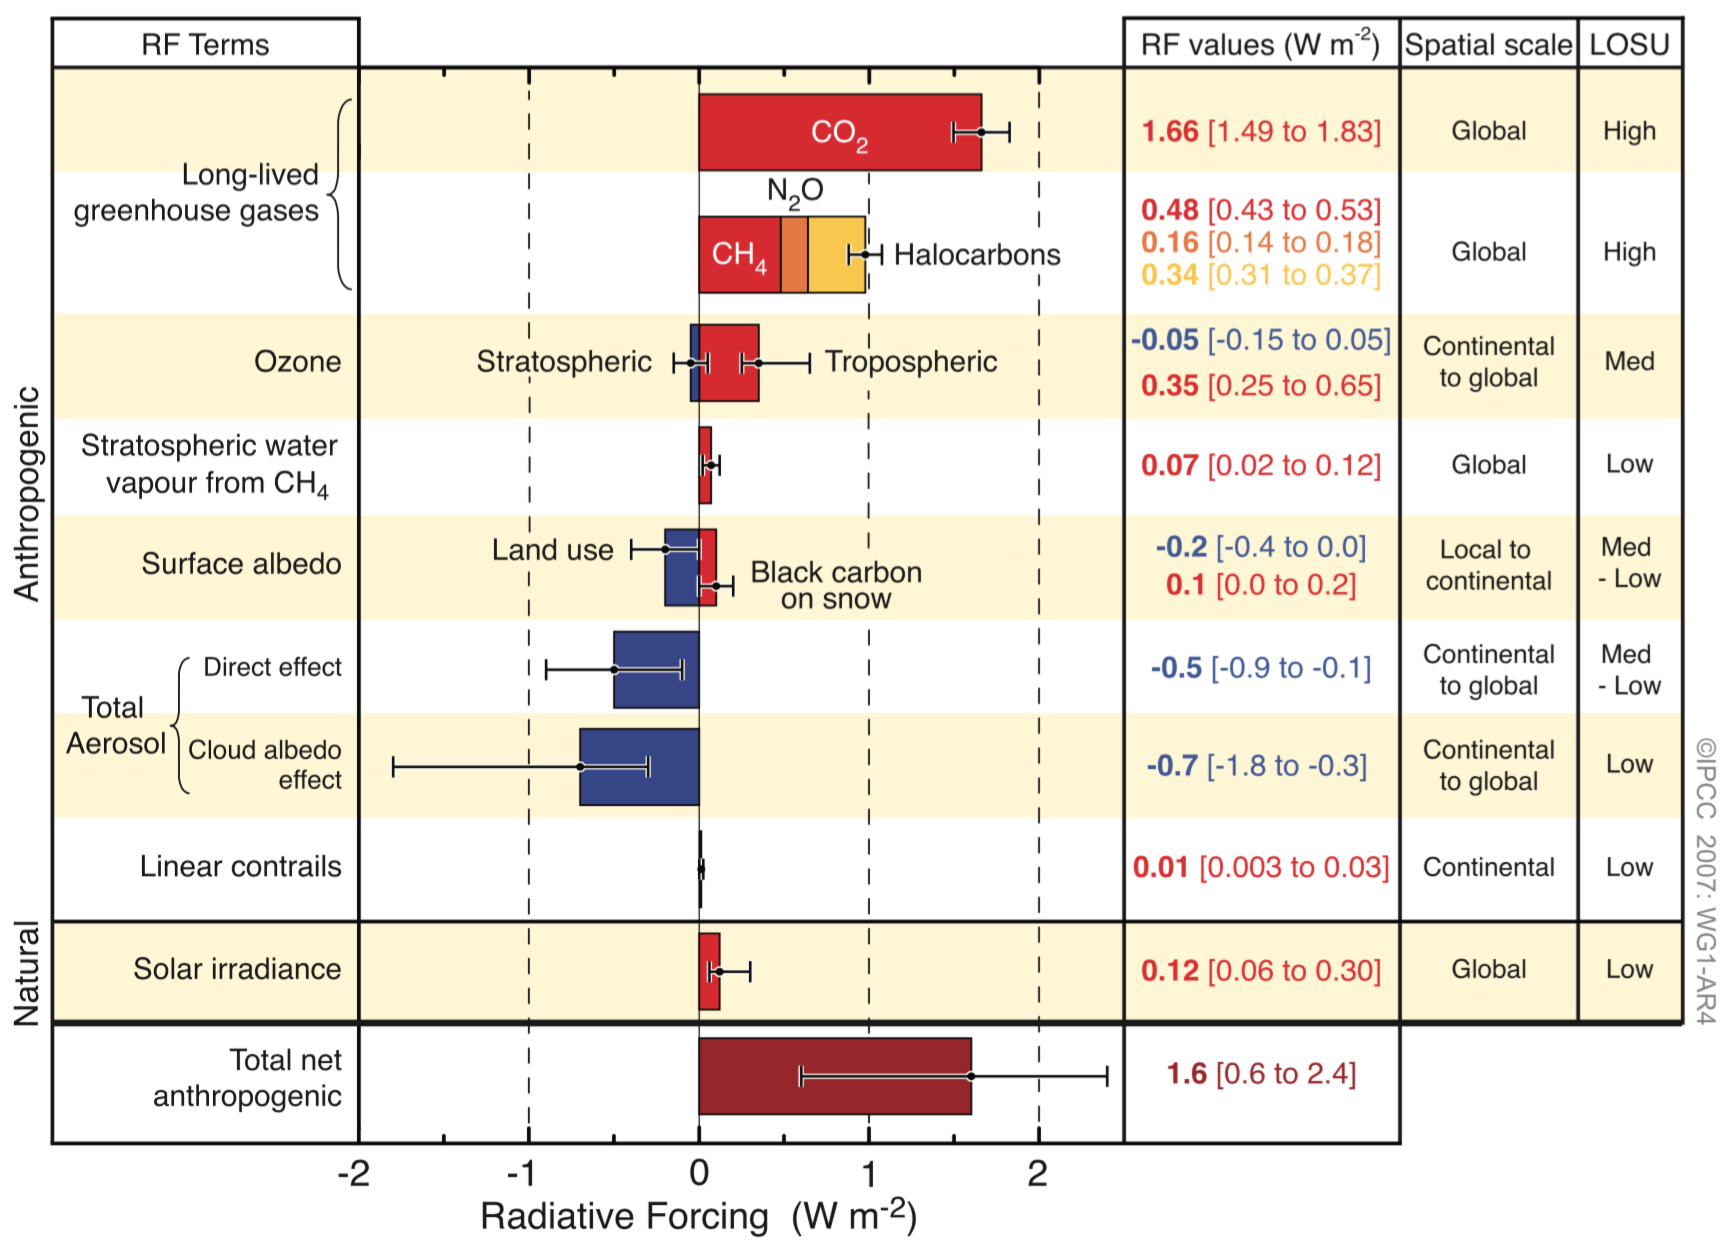 RF Terms
RF values (W m⁻²)
Spatial scale
LOSU
Anthropogenic
Long-lived
greenhouse gases
CO₂
1.66 [1.49 to 1.83]
Global
High
N₂O
CH₄
Halocarbons
0.48 [0.43 to 0.53]
0.16 [0.14 to 0.18]
0.34 [0.31 to 0.37]
Global
High
Ozone
Stratospheric
Tropospheric
-0.05 [-0.15 to 0.05]
0.35 [0.25 to 0.65]
Continental
to global
Med
Stratospheric water
vapour from CH₄
0.07 [0.02 to 0.12]
Global
Low
Surface albedo
Land use
Black carbon
on snow
-0.2 [-0.4 to 0.0]
0.1 [0.0 to 0.2]
Local to
continental
Med
- Low
Total
Aerosol
Direct effect
-0.5 [-0.9 to -0.1]
Continental
to global
Med
- Low
Cloud albedo
effect
-0.7 [-1.8 to -0.3]
Continental
to global
Low
Linear contrails
0.01 [0.003 to 0.03]
Continental
Low
Natural
Solar irradiance
0.12 [0.06 to 0.30]
Global
Low
Total net
anthropogenic
1.6 [0.6 to 2.4]
-2 -1 0 1 2
Radiative Forcing (W m⁻²)
©IPCC 2007: WG1-AR4